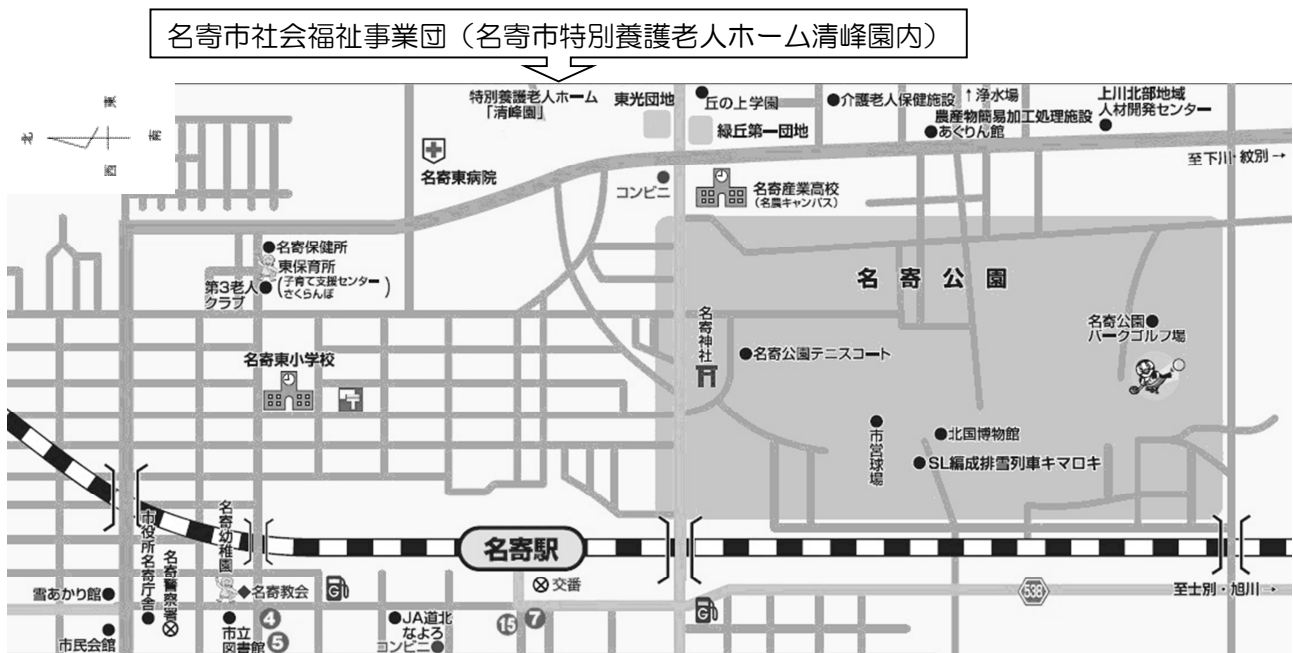 名寄市社会福祉事業団（名寄市特別養護老人ホーム清峰園内）
東
北
南
西
特別養護老人ホーム
「清峰園」
東光団地
丘の上学園
緑丘第一団地
介護老人保健施設
↑浄水場
農産物簡易加工処理施設
あぐりん館
上川北部地域
人材開発センター
至下川・紋別→
名寄東病院
コンビニ
名寄産業高校
（名農キャンパス）
名寄保健所
東保育所
（子育て支援センター
さくらんぼ）
第3老人
クラブ
名寄公園
名寄神社
名寄公園テニスコート
名寄公園
パークゴルフ場
名寄東小学校
〒
市営球場
北国博物館
SL編成排雪列車キマロキ
名寄駅
市役所名寄庁舎
名寄警察署
名寄幼稚園
名寄教会
雪あかり館
市民会館
市立
図書館
4
5
G
JA道北
なよろ
コンビニ
交番
15
7
G
538
至士別・旭川→